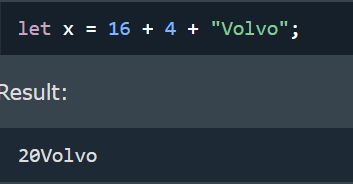 let x = 16 + 4 + "Volvo";
Result:
20Volvo